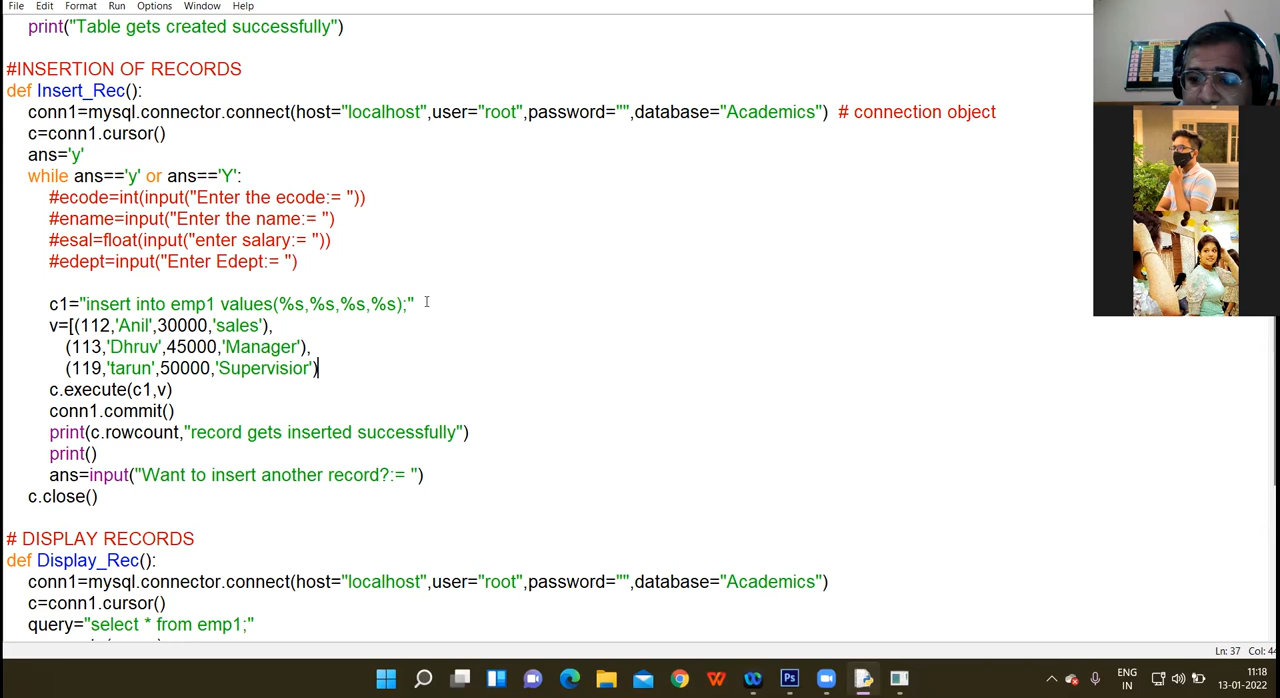 File Edit Format Run Options Window Help
print("Table gets created successfully")
#INSERTION OF RECORDS
def Insert_Rec():
conn1=mysql.connector.connect(host="localhost",user="root",password="",database="Academics")  # connection object
c=conn1.cursor()
ans='y'
while ans=='y' or ans=='Y':
#ecode=int(input("Enter the ecode:= "))
#ename=input("Enter the name:= ")
#esal=float(input("enter salary:= "))
#edept=input("Enter Edept:= ")
c1="insert into emp1 values(%s,%s,%s,%s);"
v=[(112,'Anil',30000,'sales'),
(113,'Dhruv',45000,'Manager'),
(119,'tarun',50000,'Supervisior')
c.execute(c1,v)
conn1.commit()
print(c.rowcount,"record gets inserted successfully")
print()
ans=input("Want to insert another record?:= ")
c.close()
# DISPLAY RECORDS
def Display_Rec():
conn1=mysql.connector.connect(host="localhost",user="root",password="",database="Academics")
c=conn1.cursor()
query="select * from emp1;"
Ln: 37 Col: 44
W Ps
ENG
IN
11:18
13-01-2022